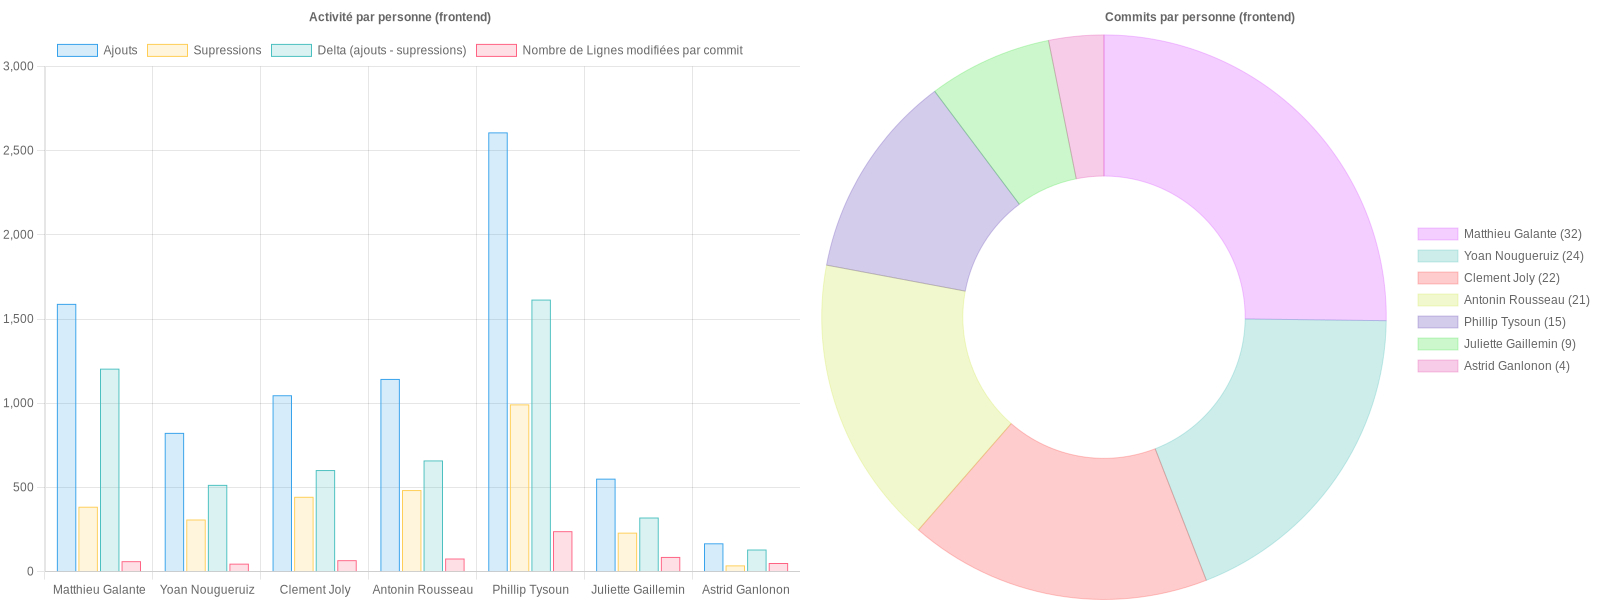 Activité par personne (frontend)
Ajouts
Supressions
Delta (ajouts - supressions)
Nombre de Lignes modifiées par commit
3,000
2,500
2,000
1,500
1,000
500
0
Matthieu Galante
Yoan Nougueruiz
Clement Joly
Antonin Rousseau
Phillip Tysoun
Juliette Gaillemin
Astrid Ganlonon
Commits par personne (frontend)
Matthieu Galante (32)
Yoan Nougueruiz (24)
Clement Joly (22)
Antonin Rousseau (21)
Phillip Tysoun (15)
Juliette Gaillemin (9)
Astrid Ganlonon (4)